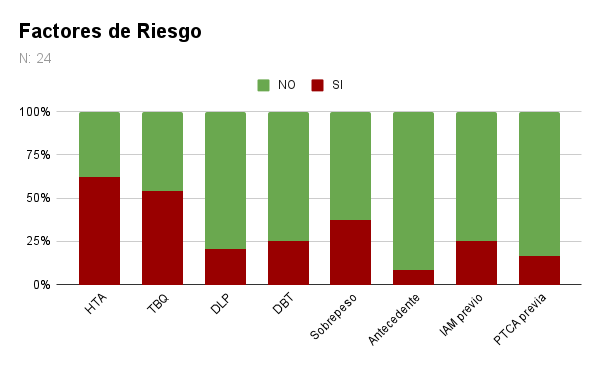 Factores de Riesgo
N: 24
NO SI
100%
75%
50%
25%
0%
HTA
TBQ
DLP
DBT
Sobrepeso
Antecedente
IAM previo
PTCA previa